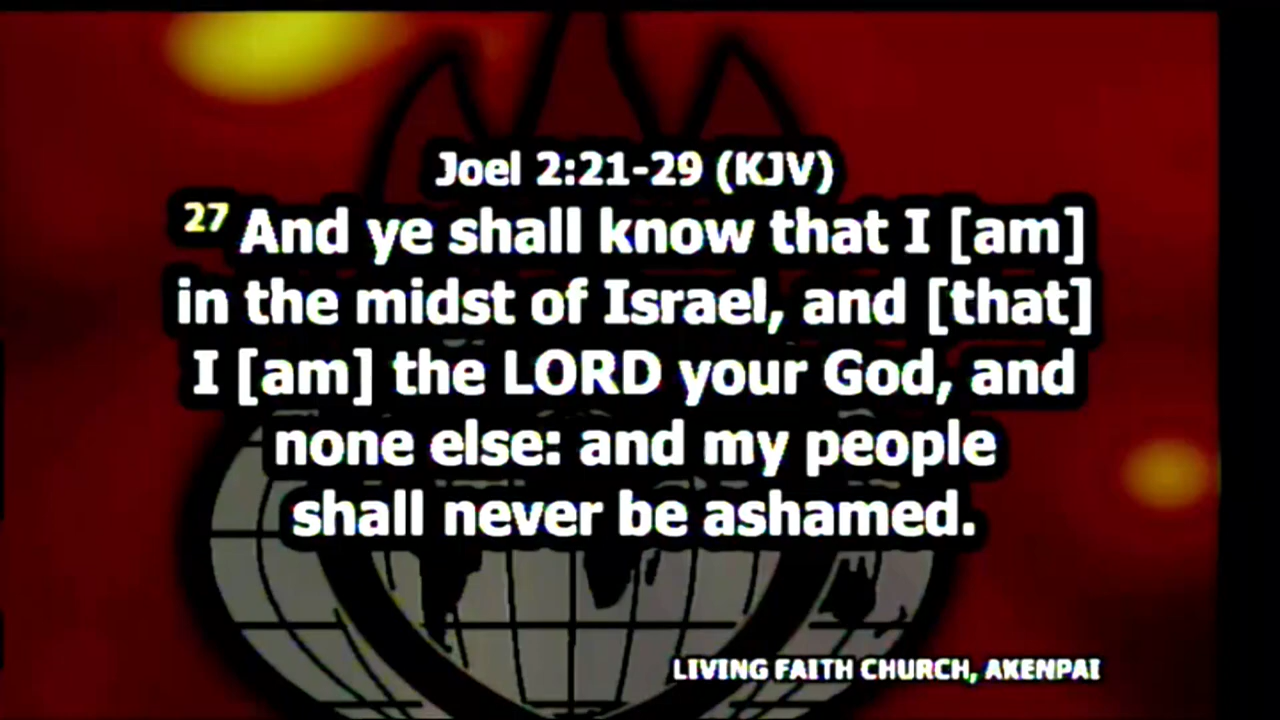 Joel 2:21-29 (KJV)
27 And ye shall know that I [am]
in the midst of Israel, and [that]
I [am] the LORD your God, and
none else: and my people
shall never be ashamed.
LIVING FAITH CHURCH, AKENPAI